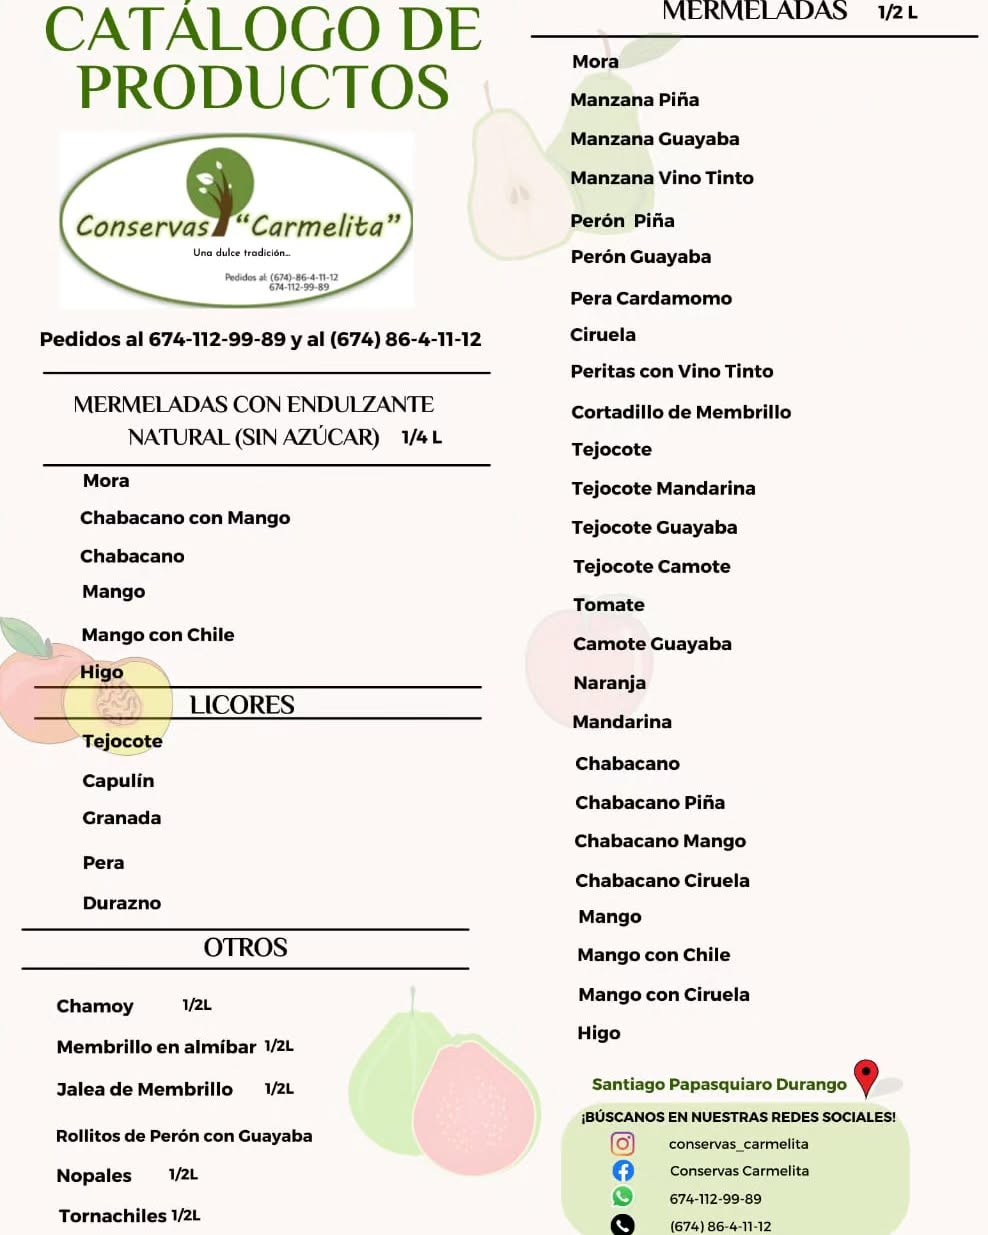 CATÁLOGO DE
PRODUCTOS
Conservas "Carmelita"
Una dulce tradición...
Pedidos al: (674)-86-4-11-12
674-112-99-89
Pedidos al 674-112-99-89 y al (674) 86-4-11-12
MERMELADAS CON ENDULZANTE
NATURAL (SIN AZÚCAR) 1/4 L
Mora
Chabacano con Mango
Chabacano
Mango
Mango con Chile
Higo
LICORES
Tejocote
Capulín
Granada
Pera
Durazno
OTROS
Chamoy 1/2L
Membrillo en almíbar 1/2L
Jalea de Membrillo 1/2L
Rollitos de Perón con Guayaba
Nopales 1/2L
Tornachiles 1/2L
MERMELADAS 1/2 L
Mora
Manzana Piña
Manzana Guayaba
Manzana Vino Tinto
Perón Piña
Perón Guayaba
Pera Cardamomo
Ciruela
Peritas con Vino Tinto
Cortadillo de Membrillo
Tejocote
Tejocote Mandarina
Tejocote Guayaba
Tejocote Camote
Tomate
Camote Guayaba
Naranja
Mandarina
Chabacano
Chabacano Piña
Chabacano Mango
Chabacano Ciruela
Mango
Mango con Chile
Mango con Ciruela
Higo
Santiago Papasquiaro Durango
¡BÚSCANOS EN NUESTRAS REDES SOCIALES!
conservas_carmelita
Conservas Carmelita
674-112-99-89
(674) 86-4-11-12